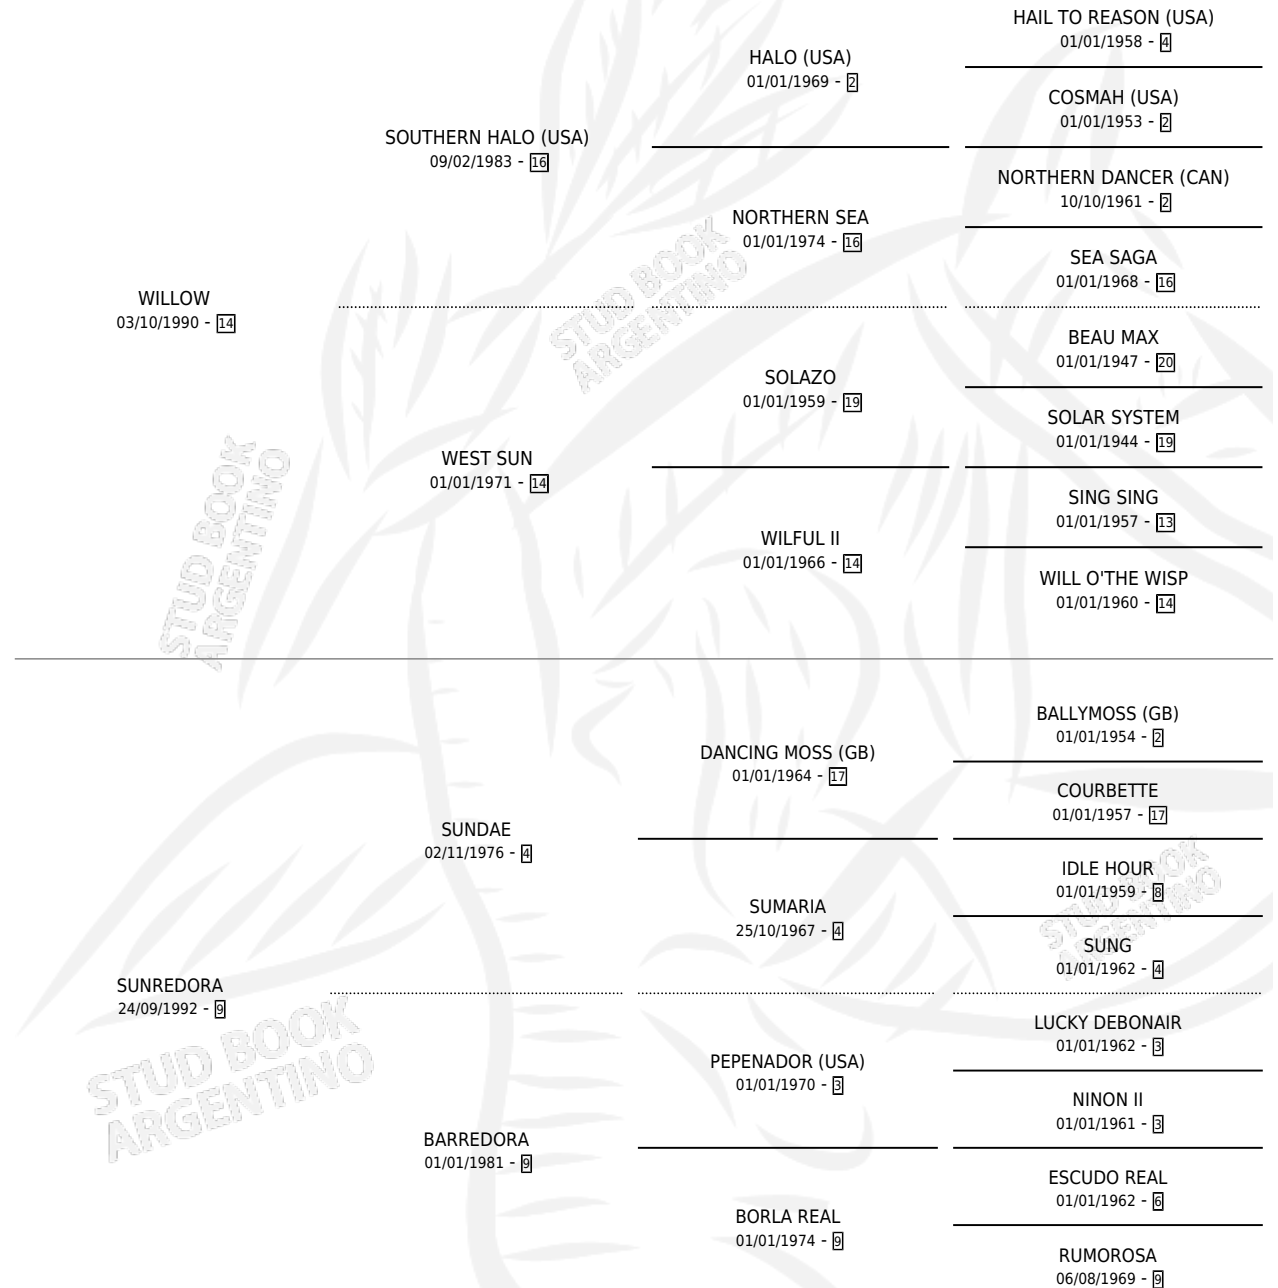 HAIL TO REASON (USA)
01/01/1958 - 4
HALO (USA)
01/01/1969 - 2
COSMAH (USA)
01/01/1953 - 2
SOUTHERN HALO (USA)
09/02/1983 - 16
NORTHERN DANCER (CAN)
10/10/1961 - 2
NORTHERN SEA
01/01/1974 - 16
SEA SAGA
01/01/1968 - 16
WILLOW
03/10/1990 - 14
STUD BOOK
ARGENTINO
BEAU MAX
01/01/1947 - 20
SOLAZO
01/01/1959 - 19
SOLAR SYSTEM
01/01/1944 - 19
WEST SUN
01/01/1971 - 14
SING SING
01/01/1957 - 13
WILFUL II
01/01/1966 - 14
WILL O'THE WISP
01/01/1960 - 14
STUD BOOK
ARGENTINO
BALLYMOSS (GB)
01/01/1954 - 2
DANCING MOSS (GB)
01/01/1964 - 17
COURBETTE
01/01/1957 - 17
SUNDAE
02/11/1976 - 4
IDLE HOUR
01/01/1959 - 8
SUMARIA
25/10/1967 - 4
STUD BOOK
ARGENTINO
SUNG
01/01/1962 - 4
SUNREDORA
24/09/1992 - 9
LUCKY DEBONAIR
01/01/1962 - 3
STUD BOOK
ARGENTINO
PEPENADOR (USA)
01/01/1970 - 3
NINON II
01/01/1961 - 3
BARREDORA
01/01/1981 - 9
ESCUDO REAL
01/01/1962 - 6
BORLA REAL
01/01/1974 - 9
RUMOROSA
06/08/1969 - 9